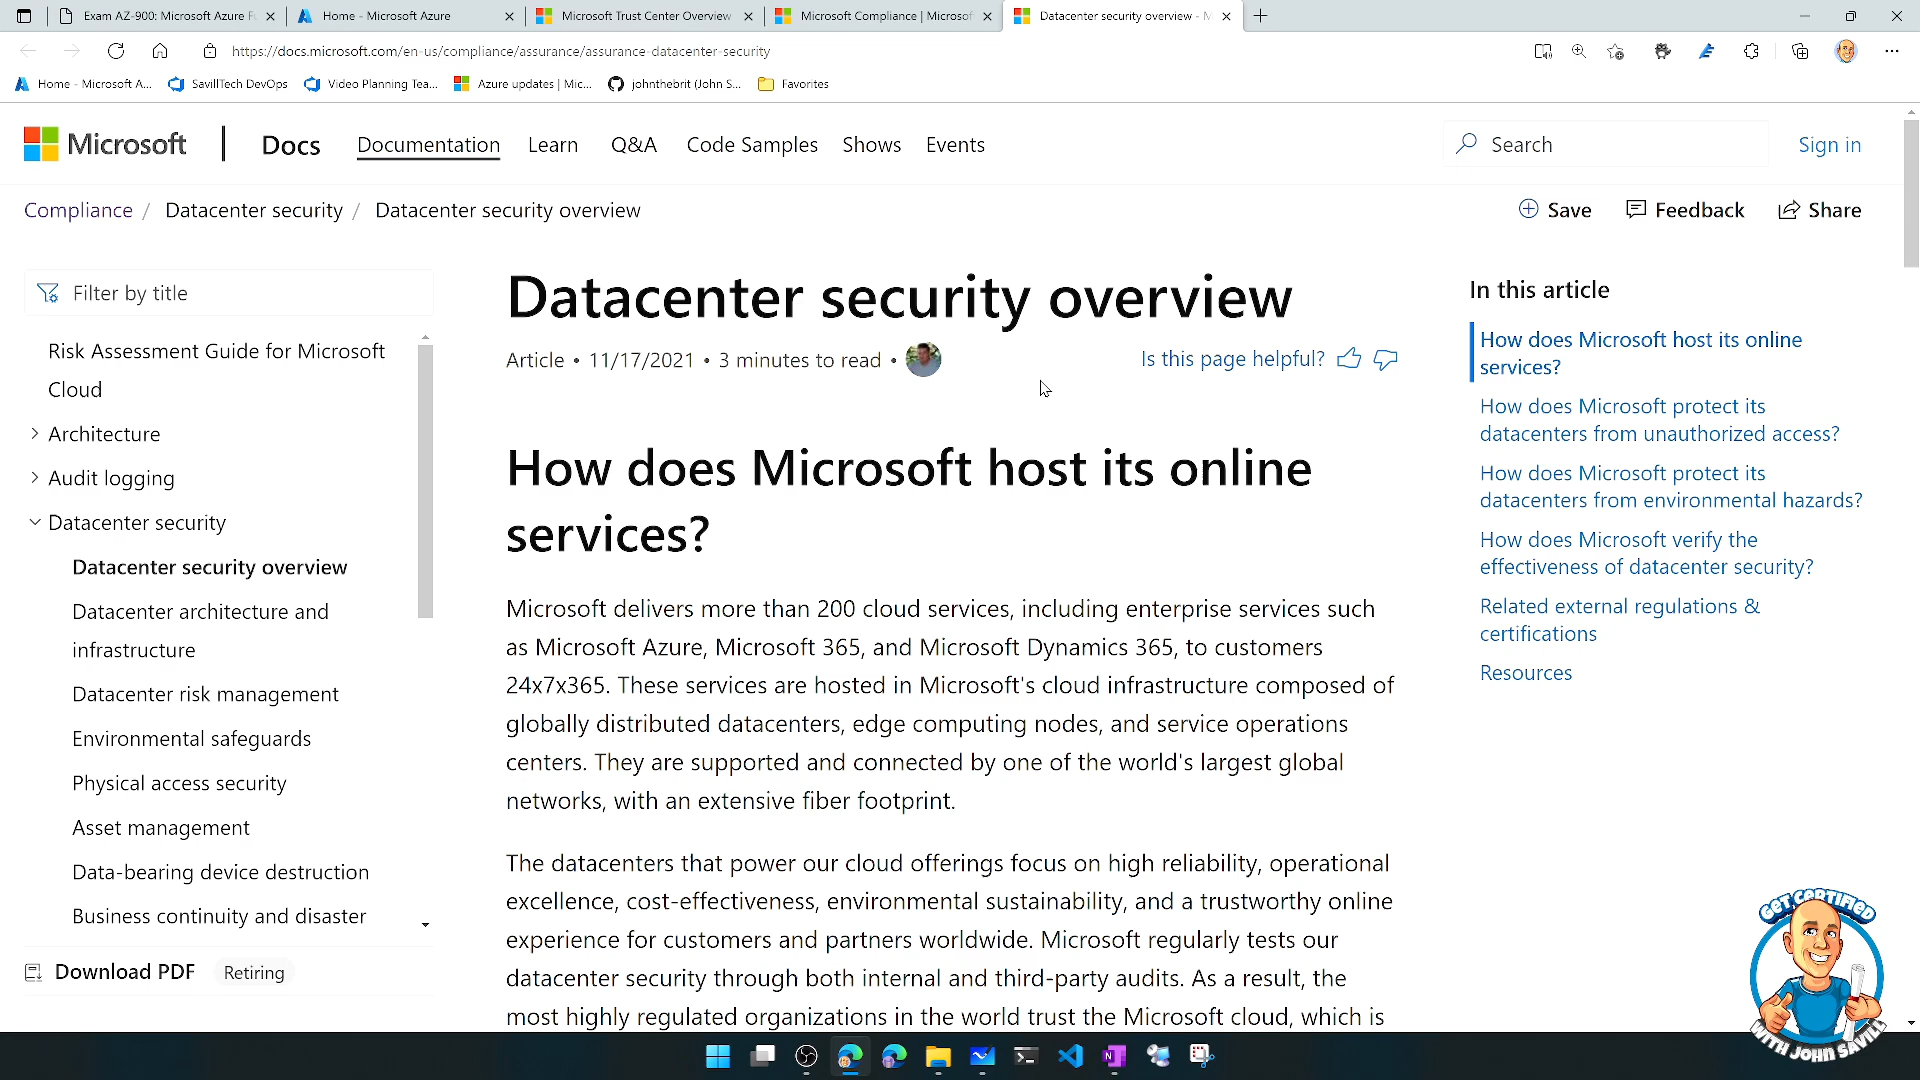 Exam AZ-900: Microsoft Azure F
Home - Microsoft Azure
Microsoft Trust Center Overview
Microsoft Compliance | Microsof
Datacenter security overview - M
https://docs.microsoft.com/en-us/compliance/assurance/assurance-datacenter-security
Home - Microsoft A...
SavillTech DevOps
Video Planning Tea...
Azure updates | Mic...
johnthebrit (John S...
Favorites
Microsoft
Docs
Documentation
Learn
Q&A
Code Samples
Shows
Events
Search
Sign in
Compliance / Datacenter security / Datacenter security overview
Save
Feedback
Share
Filter by title
Risk Assessment Guide for Microsoft
Cloud
Architecture
Audit logging
Datacenter security
Datacenter security overview
Datacenter architecture and
infrastructure
Datacenter risk management
Environmental safeguards
Physical access security
Asset management
Data-bearing device destruction
Business continuity and disaster
Download PDF
Retiring
Datacenter security overview
Article • 11/17/2021 • 3 minutes to read •
Is this page helpful?
How does Microsoft host its online
services?
Microsoft delivers more than 200 cloud services, including enterprise services such
as Microsoft Azure, Microsoft 365, and Microsoft Dynamics 365, to customers
24x7x365. These services are hosted in Microsoft's cloud infrastructure composed of
globally distributed datacenters, edge computing nodes, and service operations
centers. They are supported and connected by one of the world's largest global
networks, with an extensive fiber footprint.
The datacenters that power our cloud offerings focus on high reliability, operational
excellence, cost-effectiveness, environmental sustainability, and a trustworthy online
experience for customers and partners worldwide. Microsoft regularly tests our
datacenter security through both internal and third-party audits. As a result, the
most highly regulated organizations in the world trust the Microsoft cloud, which is
In this article
How does Microsoft host its online
services?
How does Microsoft protect its
datacenters from unauthorized access?
How does Microsoft protect its
datacenters from environmental hazards?
How does Microsoft verify the
effectiveness of datacenter security?
Related external regulations &
certifications
Resources
GET CERTIFIED
WITH JOHN SAVILL